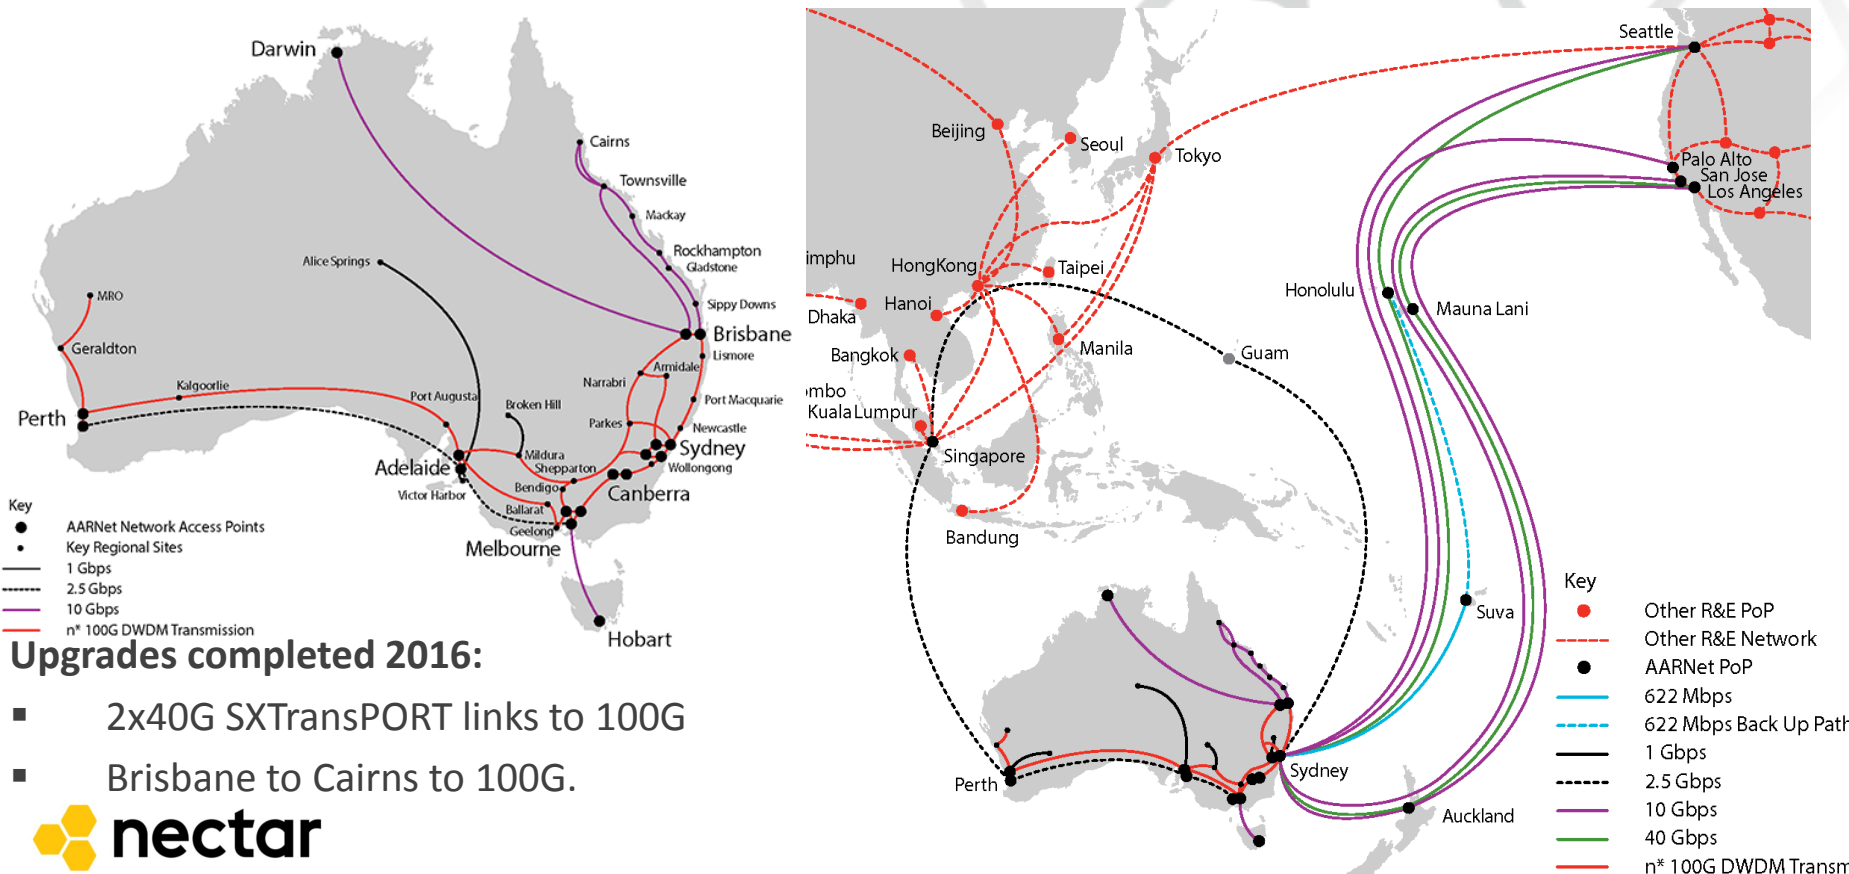 Darwin
Cairns
Townsville
Mackay
Rockhampton
Gladstone
Alice Springs
MRO
Sippy Downs
Brisbane
Geraldton
Lismore
Armidale
Narrabri
Kalgoorlie
Port Augusta
Broken Hill
Port Macquarie
Perth
Parkes
Newcastle
Sydney
Mildura
Adelaide
Shepparton
Wollongong
Bendigo
Canberra
Victor Harbor
Ballarat
Geelong
Melbourne
Hobart
Key
AARNet Network Access Points
Key Regional Sites
1 Gbps
2.5 Gbps
10 Gbps
n* 100G DWDM Transmission
Upgrades completed 2016:
▪ 2x40G SXTransPORT links to 100G
▪ Brisbane to Cairns to 100G.
nectar
Seattle
Beijing
Seoul
Tokyo
Palo Alto
San Jose
Los Angeles
imphu
HongKong
Taipei
Honolulu
Hanoi
Mauna Lani
Dhaka
Manila
Guam
Bangkok
ombo
Kuala Lumpur
Singapore
Bandung
Suva
Perth
Sydney
Auckland
Key
Other R&E PoP
Other R&E Network
AARNet PoP
622 Mbps
622 Mbps Back Up Path
1 Gbps
2.5 Gbps
10 Gbps
40 Gbps
n* 100G DWDM Transm